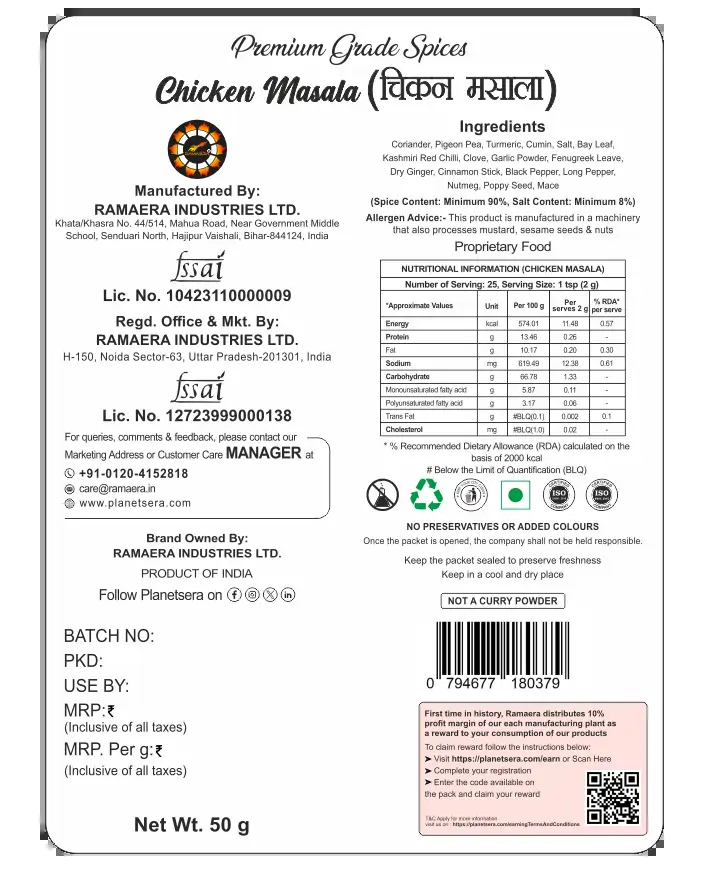 Premium Grade Spices
Chicken Masala (चिकन मसाला)
Manufactured By:
RAMAERA INDUSTRIES LTD.
Khata/Khasra No. 44/514, Mahua Road, Near Government Middle
School, Senduari North, Hajipur Vaishali, Bihar-844124, India
fssai
Lic. No. 10423110000009
Regd. Office & Mkt. By:
RAMAERA INDUSTRIES LTD.
H-150, Noida Sector-63, Uttar Pradesh-201301, India
fssai
Lic. No. 12723999000138
For queries, comments & feedback, please contact our
Marketing Address or Customer Care MANAGER at
+91-0120-4152818
care@ramaera.in
www.planetsera.com
Brand Owned By:
RAMAERA INDUSTRIES LTD.
PRODUCT OF INDIA
Follow Planetsera on
BATCH NO:
PKD:
USE BY:
MRP:₹
(Inclusive of all taxes)
MRP. Per g:₹
(Inclusive of all taxes)
Net Wt. 50 g
Ingredients
Coriander, Pigeon Pea, Turmeric, Cumin, Salt, Bay Leaf,
Kashmiri Red Chilli, Clove, Garlic Powder, Fenugreek Leave,
Dry Ginger, Cinnamon Stick, Black Pepper, Long Pepper,
Nutmeg, Poppy Seed, Mace
(Spice Content: Minimum 90%, Salt Content: Minimum 8%)
Allergen Advice:- This product is manufactured in a machinery
that also processes mustard, sesame seeds & nuts
Proprietary Food
NUTRITIONAL INFORMATION (CHICKEN MASALA)
Number of Serving: 25, Serving Size: 1 tsp (2 g)
*Approximate Values Unit Per 100 g Per serves 2 g % RDA* per serve
Energy kcal 574.01 11.48 0.57
Protein g 13.46 0.26 -
Fat g 10.17 0.20 0.30
Sodium mg 619.49 12.38 0.61
Carbohydrate g 66.78 1.33 -
Monounsaturated fatty acid g 5.87 0.11 -
Polyunsaturated fatty acid g 3.17 0.06 -
Trans Fat g #BLQ(0.1) 0.002 0.1
Cholesterol mg #BLQ(1.0) 0.02 -
* % Recommended Dietary Allowance (RDA) calculated on the
basis of 2000 kcal
# Below the Limit of Quantification (BLQ)
CERTIFIED ISO COMPANY
CERTIFIED ISO COMPANY
NO PRESERVATIVES OR ADDED COLOURS
Once the packet is opened, the company shall not be held responsible.
Keep the packet sealed to preserve freshness
Keep in a cool and dry place
NOT A CURRY POWDER
0 794677 180379
First time in history, Ramaera distributes 10%
profit margin of our each manufacturing plant as
a reward to your consumption of our products
To claim reward follow the instructions below:
➤ Visit https://planetsera.com/earn or Scan Here
➤ Complete your registration
➤ Enter the code available on
the pack and claim your reward
T&C Apply for more information
visit us on : https://planetsera.com/earningTermsAndConditions